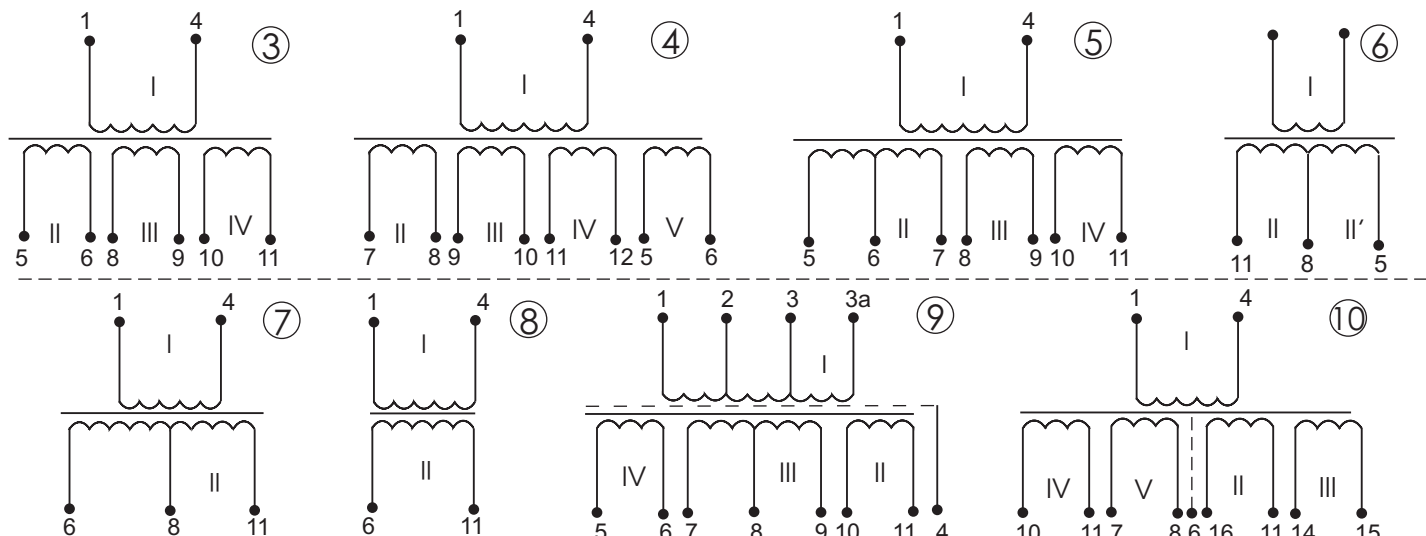 1 4 ③ 1 4 ④ 1 4 ⑤ ⑥
I I I I
II III IV II III IV V II III IV II II′
5 6 8 9 10 11 7 8 9 10 11 12 5 6 5 6 7 8 9 10 11 11 8 5
1 4 ⑦ 1 4 ⑧ 1 2 3 3a ⑨ 1 4 ⑩
I I I I
II II IV III II IV V II III
6 8 11 6 11 5 6 7 8 9 10 11 4 10 11 7 8 6 16 11 14 15